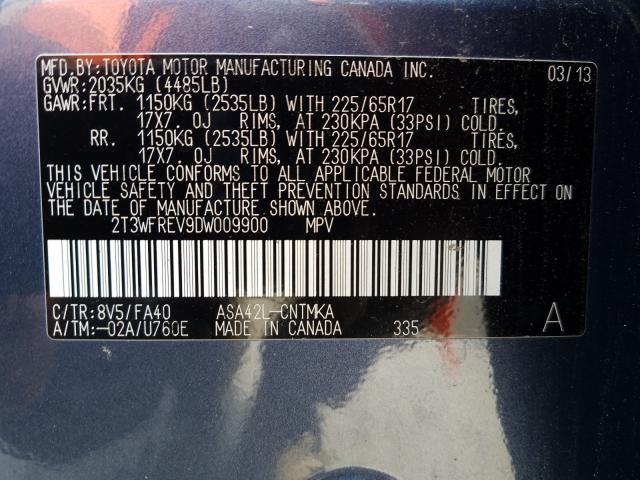 MFD.BY:TOYOTA MOTOR MANUFACTURING CANADA INC. 03/13
GVWR:2035KG (4485LB)
GAWR:FRT. 1150KG (2535LB) WITH 225/65R17 TIRES,
17X7.0J RIMS, AT 230KPA (33PSI) COLD.
RR. 1150KG (2535LB) WITH 225/65R17 TIRES,
17X7.0J RIMS, AT 230KPA (33PSI) COLD.
THIS VEHICLE CONFORMS TO ALL APPLICABLE FEDERAL MOTOR
VEHICLE SAFETY AND THEFT PREVENTION STANDARDS IN EFFECT ON
THE DATE OF MANUFACTURE SHOWN ABOVE.
2T3WFREV9DW009900 MPV
C/TR:8V5/FA40 ASA42L-CNTMKA
A/TM:-02A/U760E MADE IN CANADA 335 A